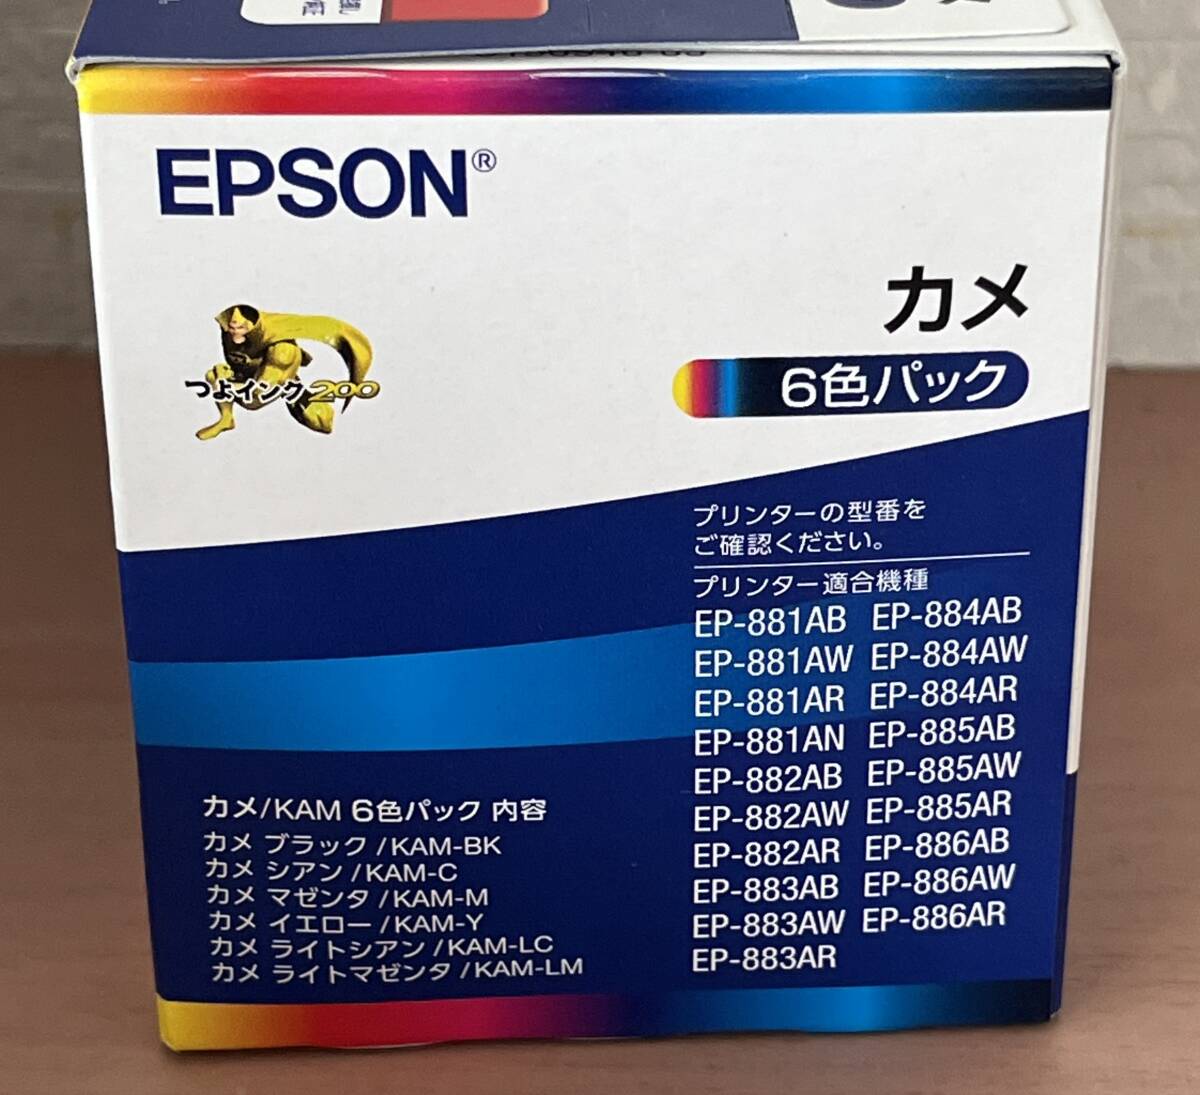 EPSON®
カメ
つよインク200
6色パック
プリンターの型番を
ご確認ください。
プリンター適合機種
EP-881AB EP-884AB
EP-881AW EP-884AW
EP-881AR EP-884AR
EP-881AN EP-885AB
EP-882AB EP-885AW
EP-882AW EP-885AR
EP-882AR EP-886AB
EP-883AB EP-886AW
EP-883AW EP-886AR
EP-883AR
カメ/KAM 6色パック 内容
カメ ブラック/KAM-BK
カメ シアン/KAM-C
カメ マゼンタ/KAM-M
カメ イエロー/KAM-Y
カメ ライトシアン/KAM-LC
カメ ライトマゼンタ/KAM-LM